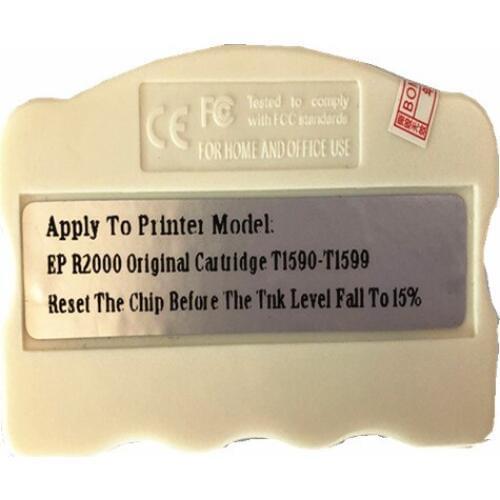 CE FC Tested to comply
with FCC standards
FOR HOME AND OFFICE USE
Apply To Printer Model:
EP R2000 Original Cartridge T1590-T1599
Reset The Chip Before The Tnk Level Fall To 15%